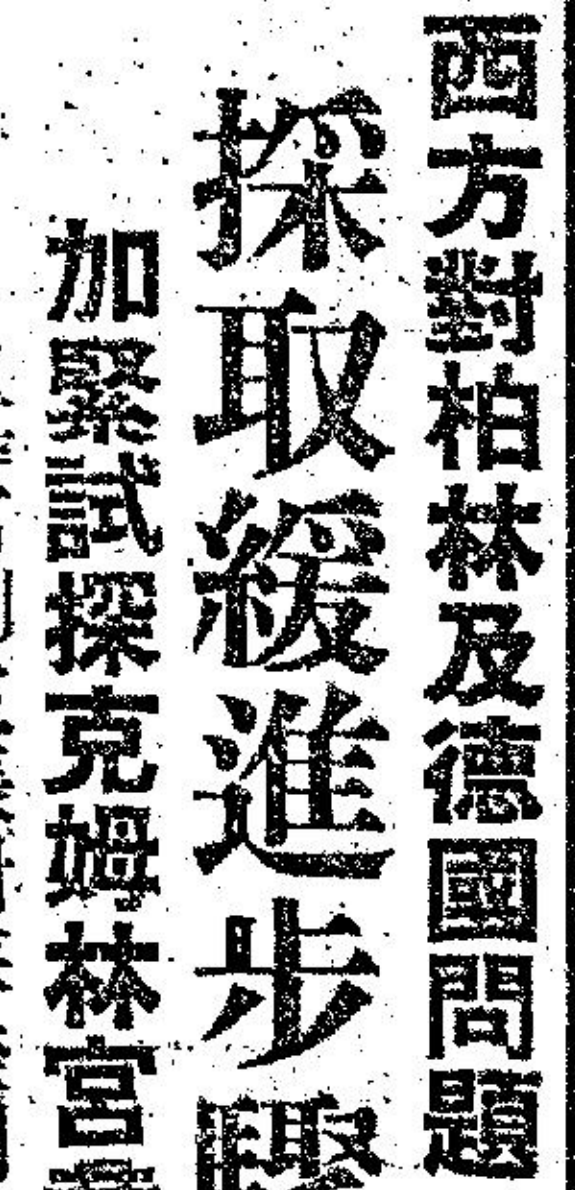 西方對柏林及德國問題
採取緩進步驟
加緊試探克姆林宮